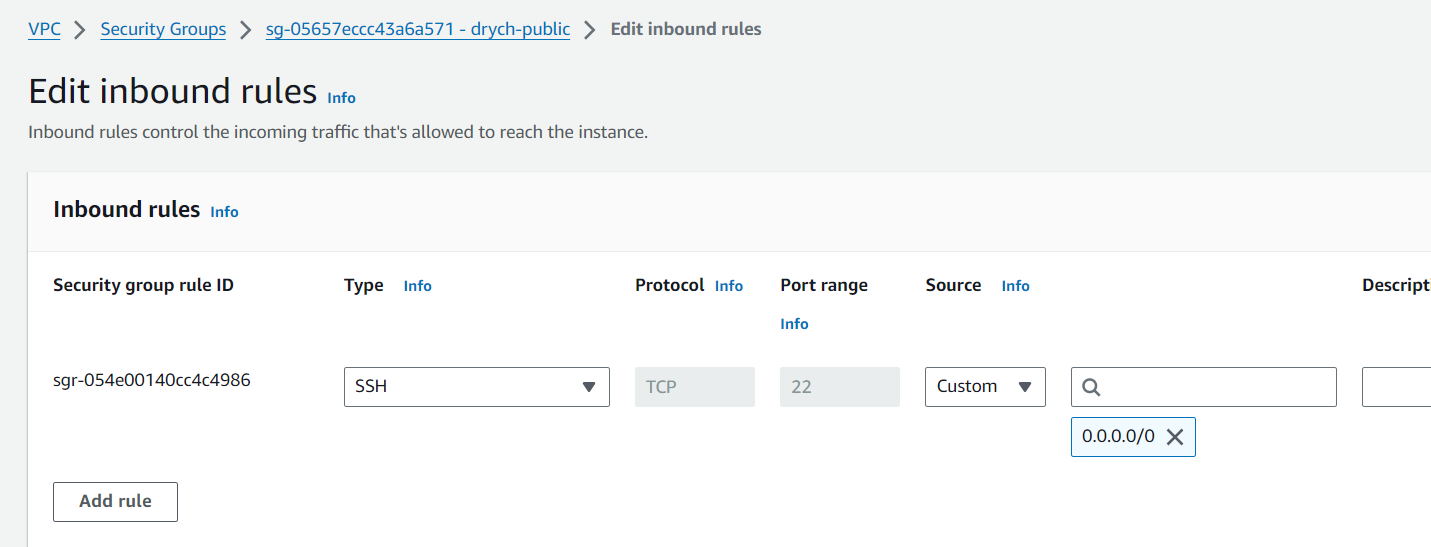 VPC > Security Groups > sg-05657eccc43a6a571 - drych-public > Edit inbound rules
Edit inbound rules Info
Inbound rules control the incoming traffic that's allowed to reach the instance.
Inbound rules Info
Security group rule ID Type Info Protocol Info Port range Source Info Descripti
Info
sgr-054e00140cc4c4986 SSH TCP 22 Custom
0.0.0.0/0
Add rule